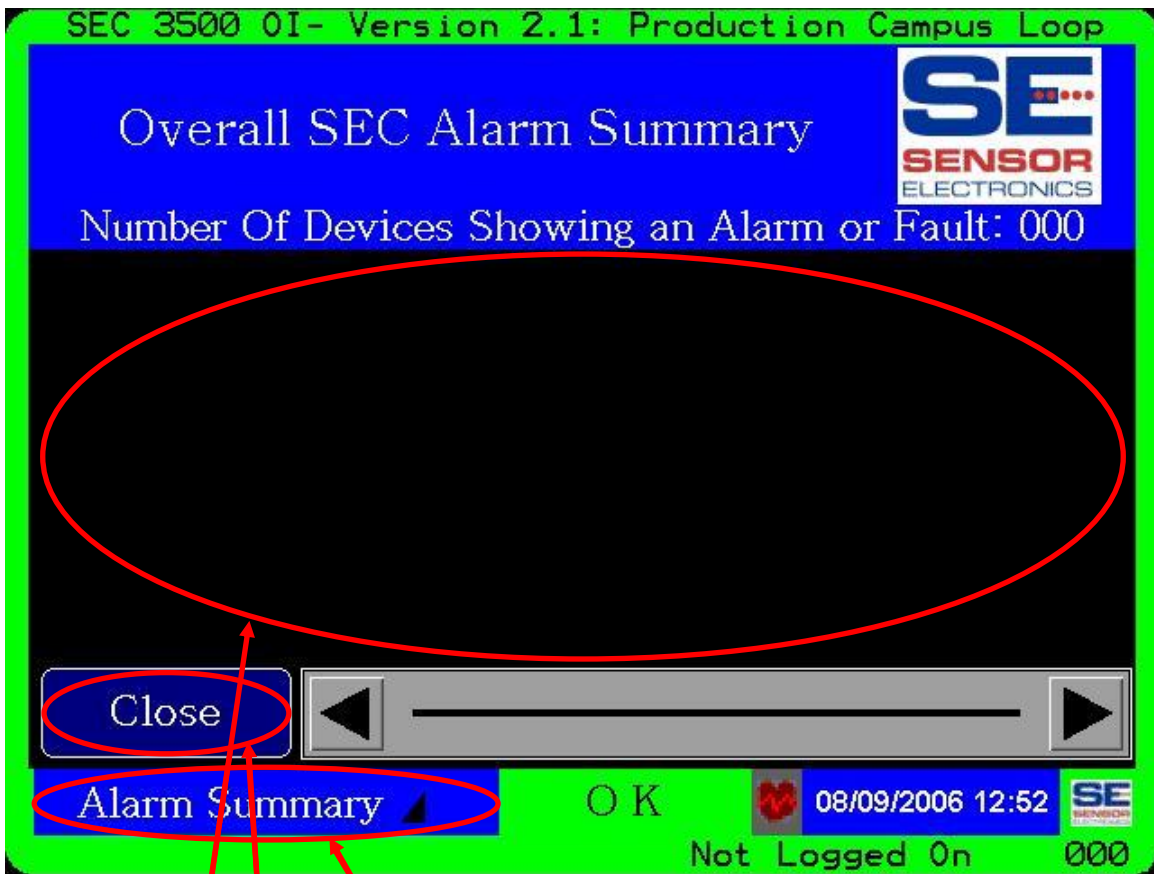 SEC 3500 OI- Version 2.1: Production Campus Loop
Overall SEC Alarm Summary
SE
SENSOR
ELECTRONICS
Number Of Devices Showing an Alarm or Fault: 000
Close
Alarm Summary
OK
08/09/2006 12:52
SE
SENSOR
Not Logged On 000